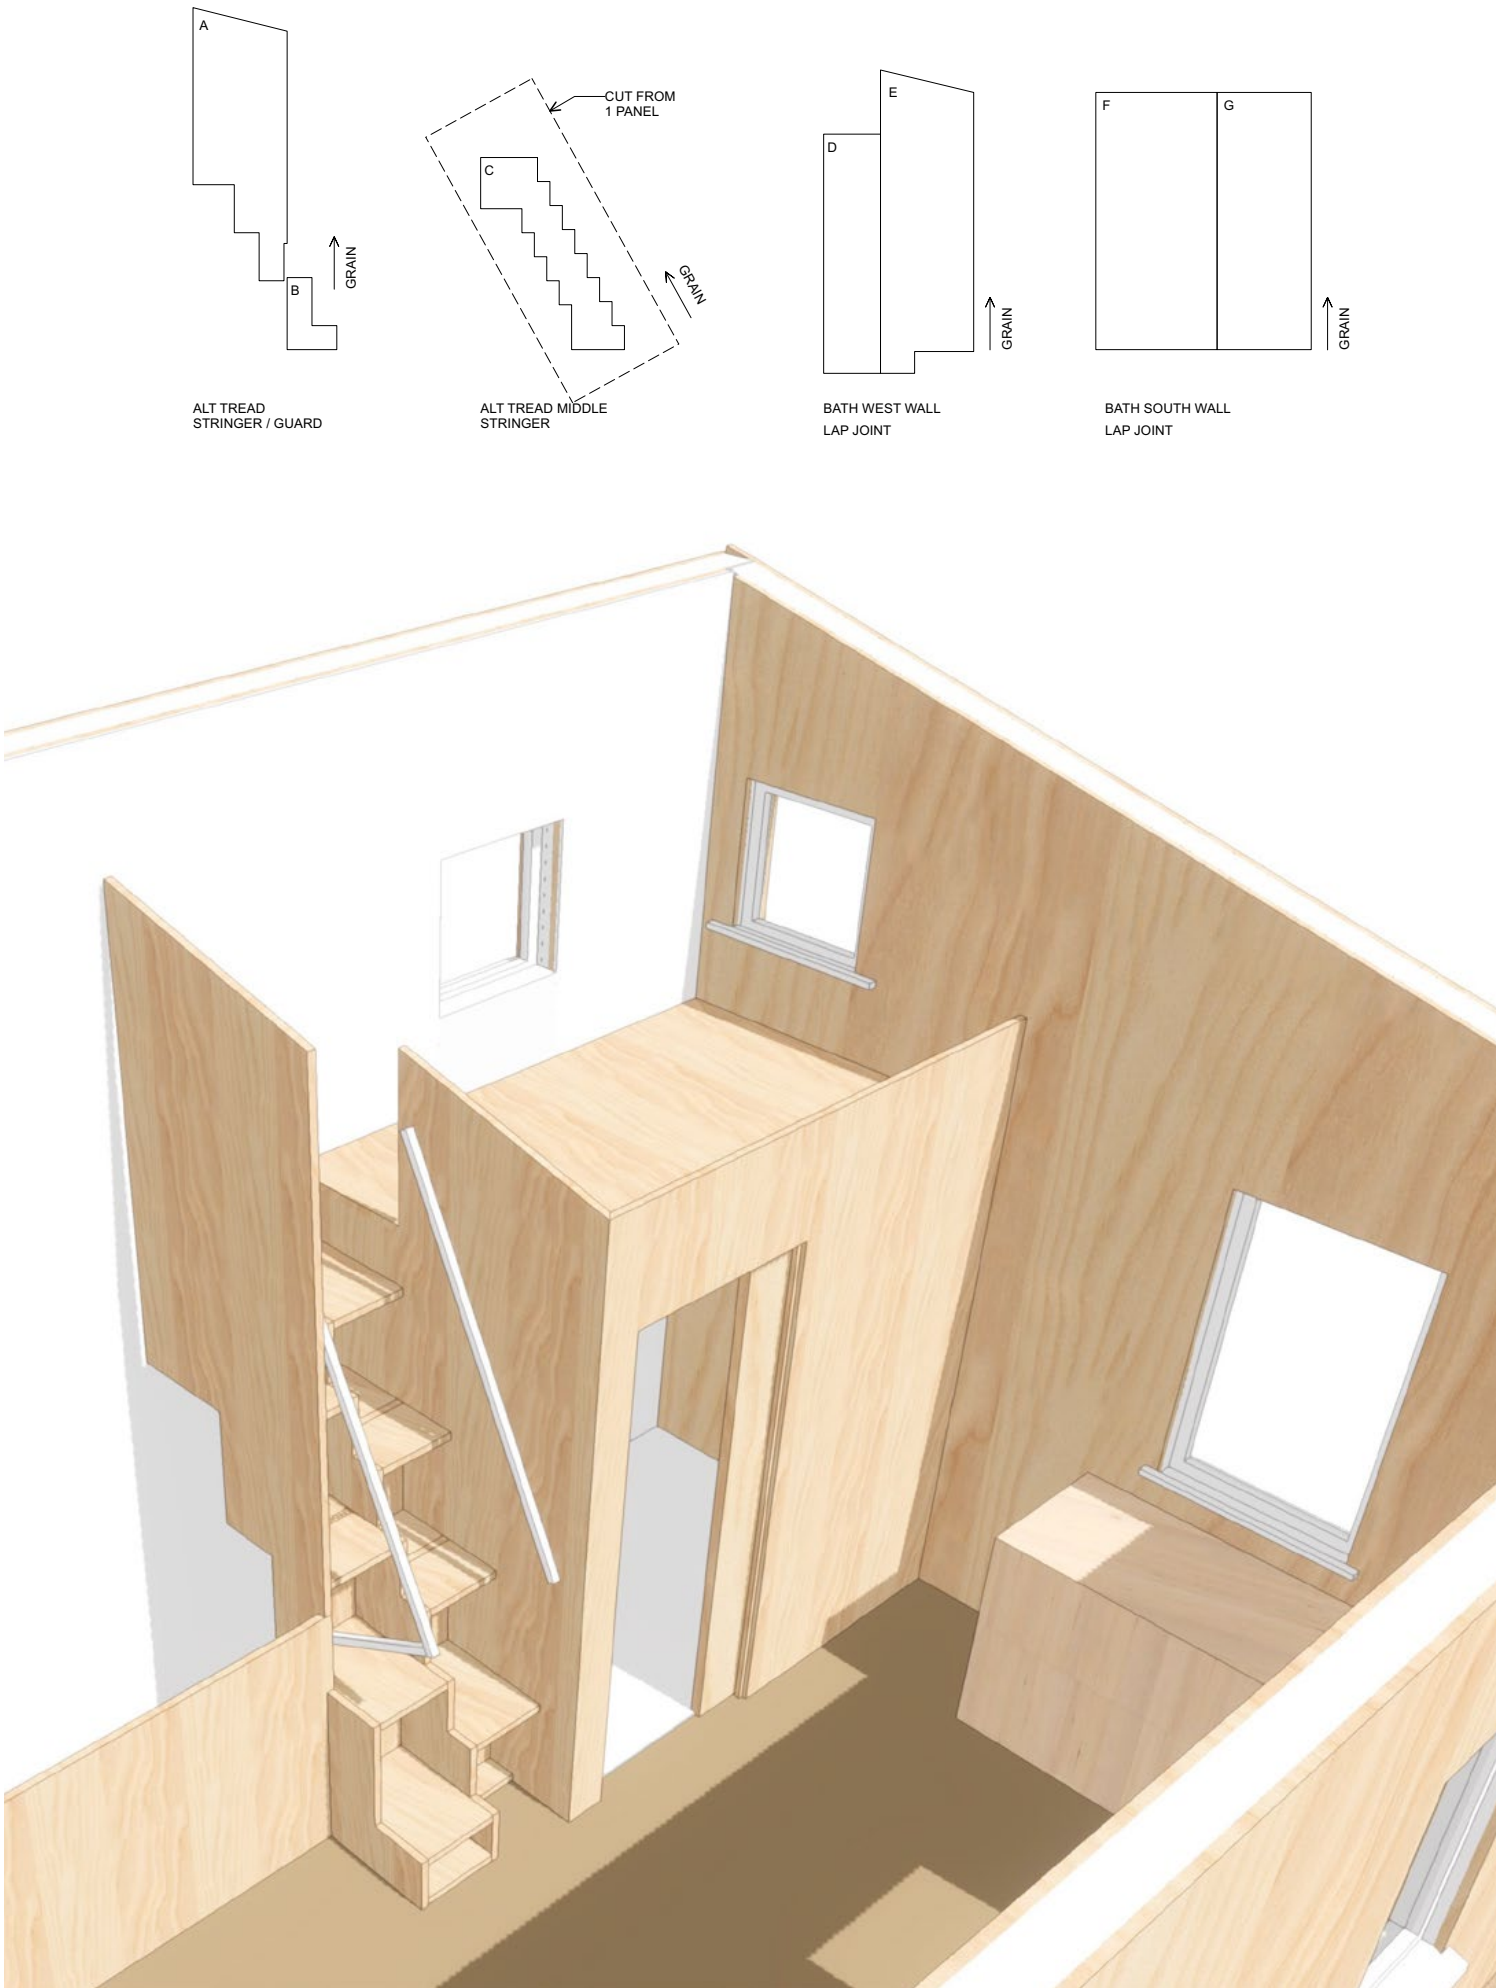 A
B
GRAIN
ALT TREAD
STRINGER / GUARD
CUT FROM
1 PANEL
C
GRAIN
ALT TREAD MIDDLE
STRINGER
D
E
GRAIN
BATH WEST WALL
LAP JOINT
F
G
GRAIN
BATH SOUTH WALL
LAP JOINT